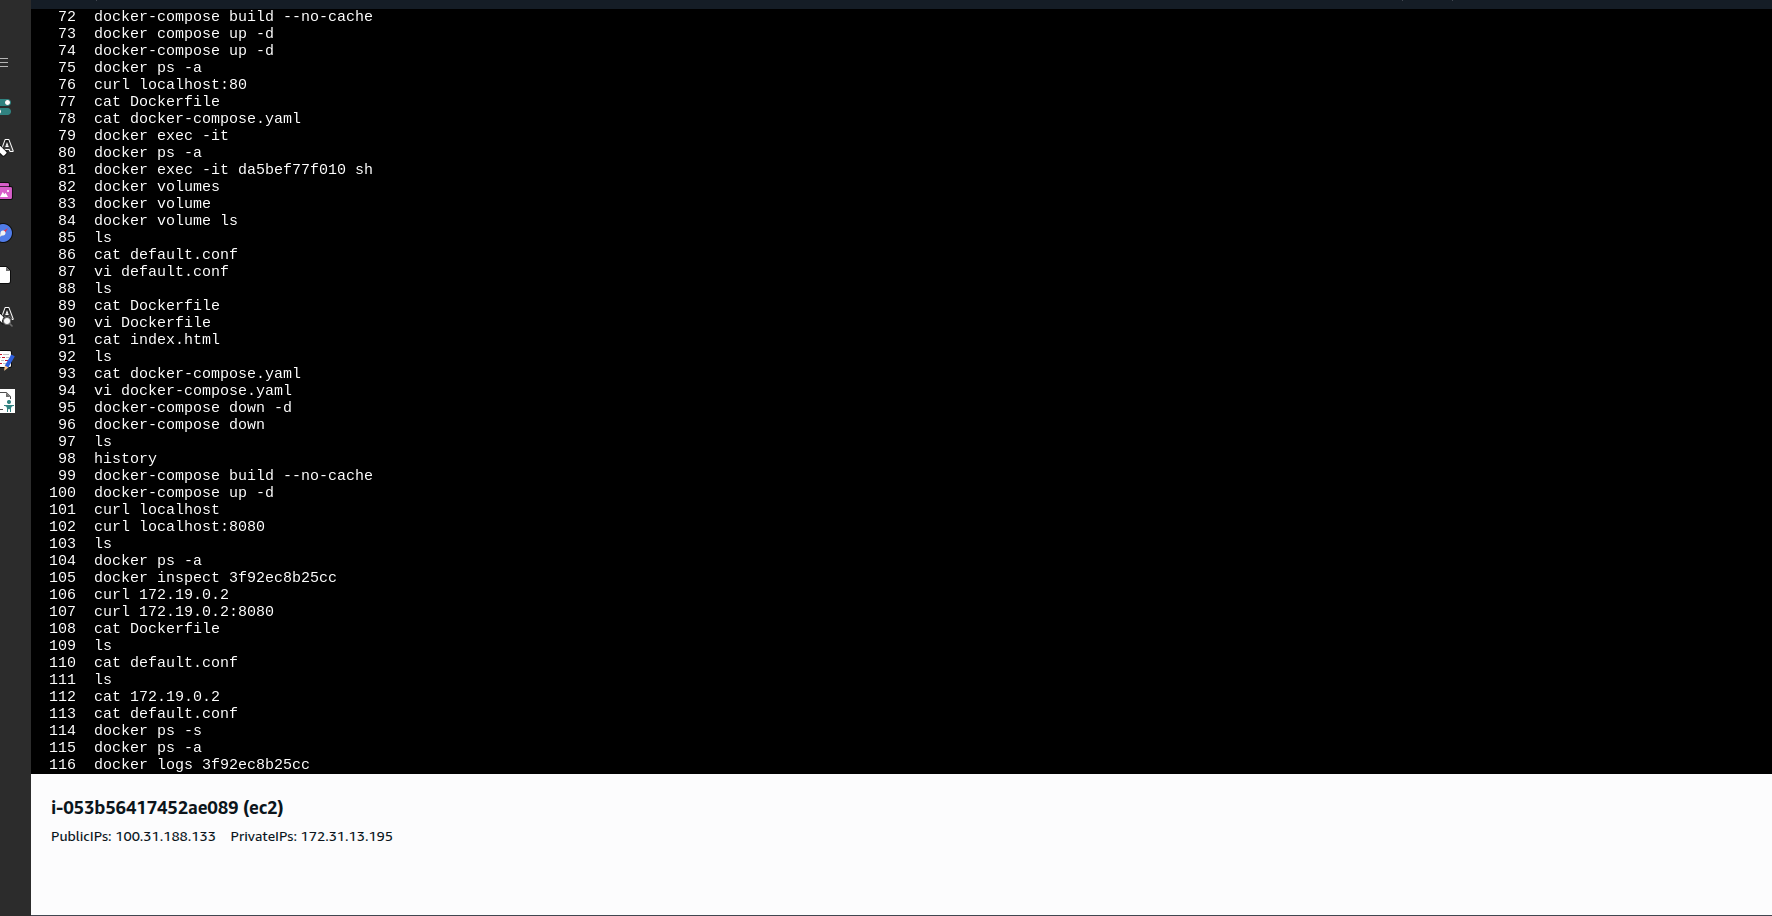 72 docker-compose build --no-cache
73 docker compose up -d
74 docker-compose up -d
75 docker ps -a
76 curl localhost:80
77 cat Dockerfile
78 cat docker-compose.yaml
79 docker exec -it
80 docker ps -a
81 docker exec -it da5bef77f010 sh
82 docker volumes
83 docker volume
84 docker volume ls
85 ls
86 cat default.conf
87 vi default.conf
88 ls
89 cat Dockerfile
90 vi Dockerfile
91 cat index.html
92 ls
93 cat docker-compose.yaml
94 vi docker-compose.yaml
95 docker-compose down -d
96 docker-compose down
97 ls
98 history
99 docker-compose build --no-cache
100 docker-compose up -d
101 curl localhost
102 curl localhost:8080
103 ls
104 docker ps -a
105 docker inspect 3f92ec8b25cc
106 curl 172.19.0.2
107 curl 172.19.0.2:8080
108 cat Dockerfile
109 ls
110 cat default.conf
111 ls
112 cat 172.19.0.2
113 cat default.conf
114 docker ps -s
115 docker ps -a
116 docker logs 3f92ec8b25cc
i-053b56417452ae089 (ec2)
PublicIPs: 100.31.188.133 PrivateIPs: 172.31.13.195